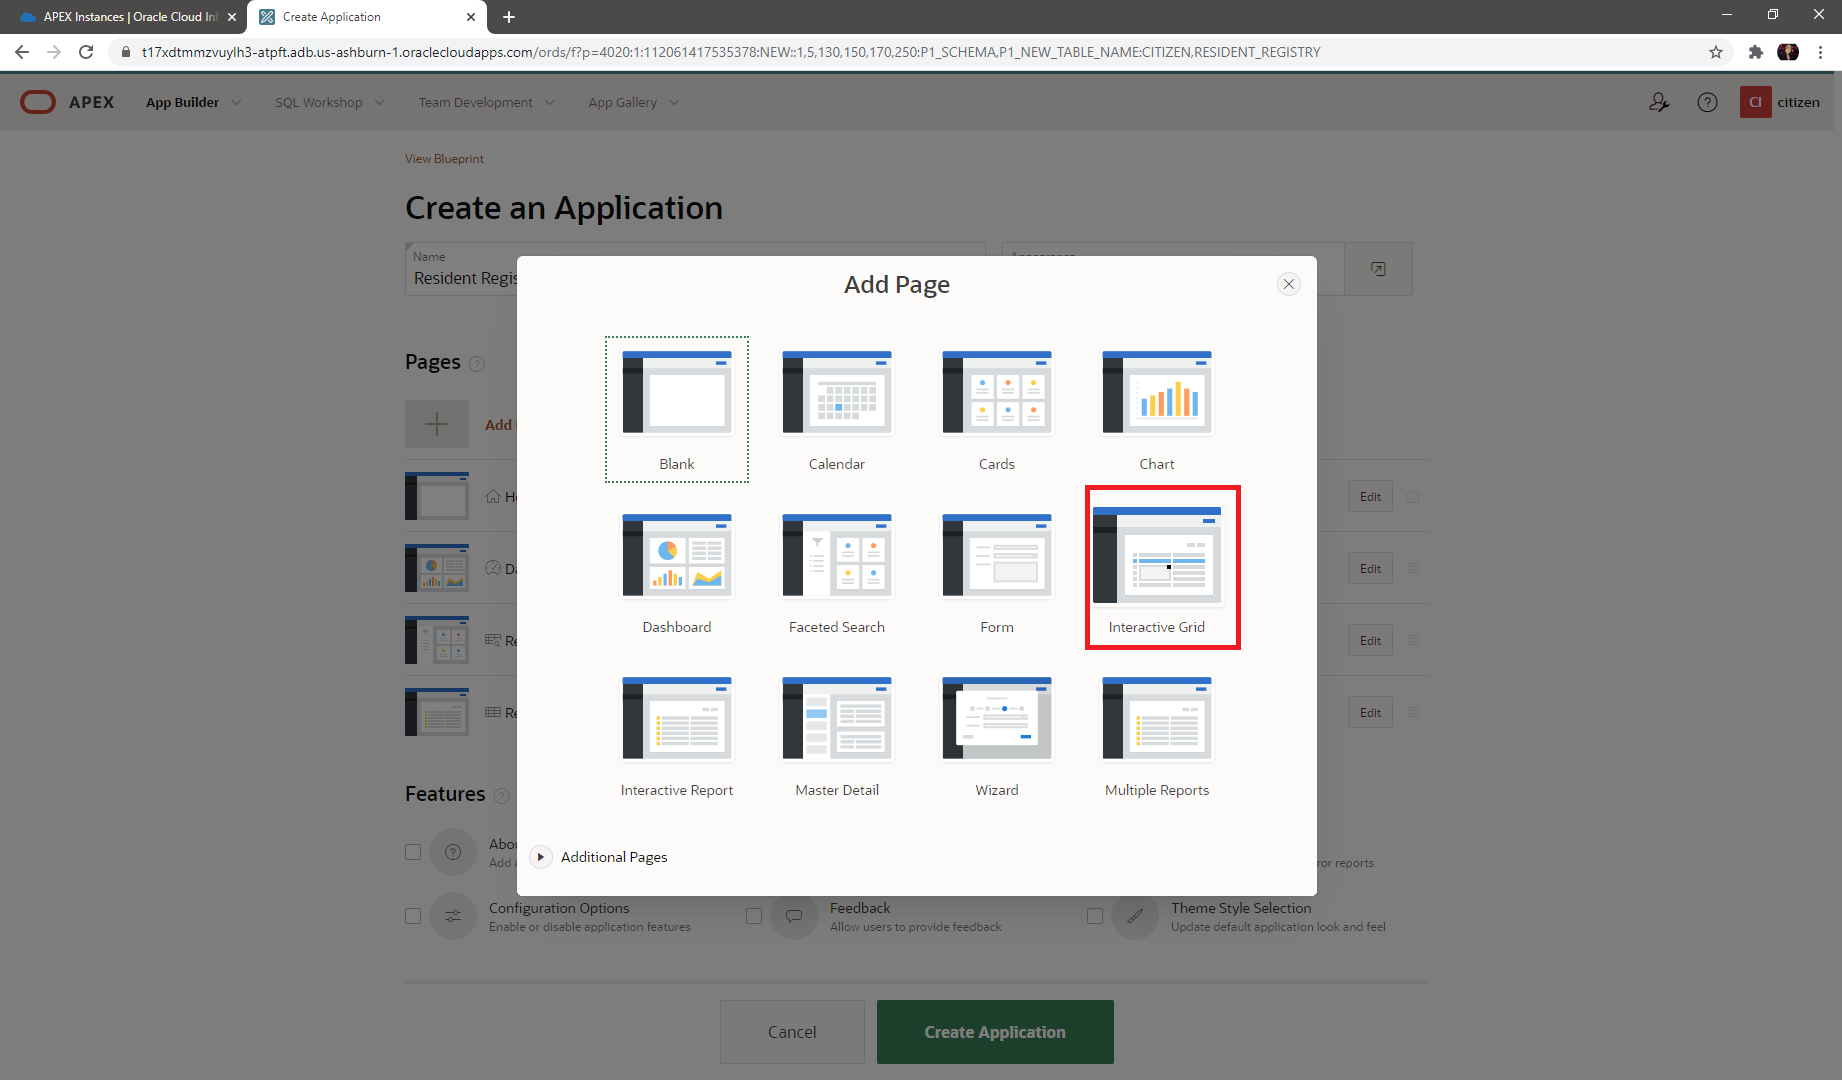 APEX Instances | Oracle Cloud Inf
Create Application
t17xdtmmzvuylh3-atpft.adb.us-ashburn-1.oraclecloudapps.com/ords/f?p=4020:1:112061417535378:NEW::1,5,130,150,170,250:P1_SCHEMA,P1_NEW_TABLE_NAME:CITIZEN,RESIDENT_REGISTRY
APEX App Builder SQL Workshop Team Development App Gallery CI citizen
View Blueprint
Create an Application
Name
Resident Regis
Add Page
Pages
Add
Blank Calendar Cards Chart
Edit
Edit
Dashboard Faceted Search Form Interactive Grid
Re Edit
Re Edit
Interactive Report Master Detail Wizard Multiple Reports
Features
Additional Pages
Abou
Add a ror reports
Configuration Options Feedback Theme Style Selection
Enable or disable application features Allow users to provide feedback Update default application look and feel
Cancel Create Application